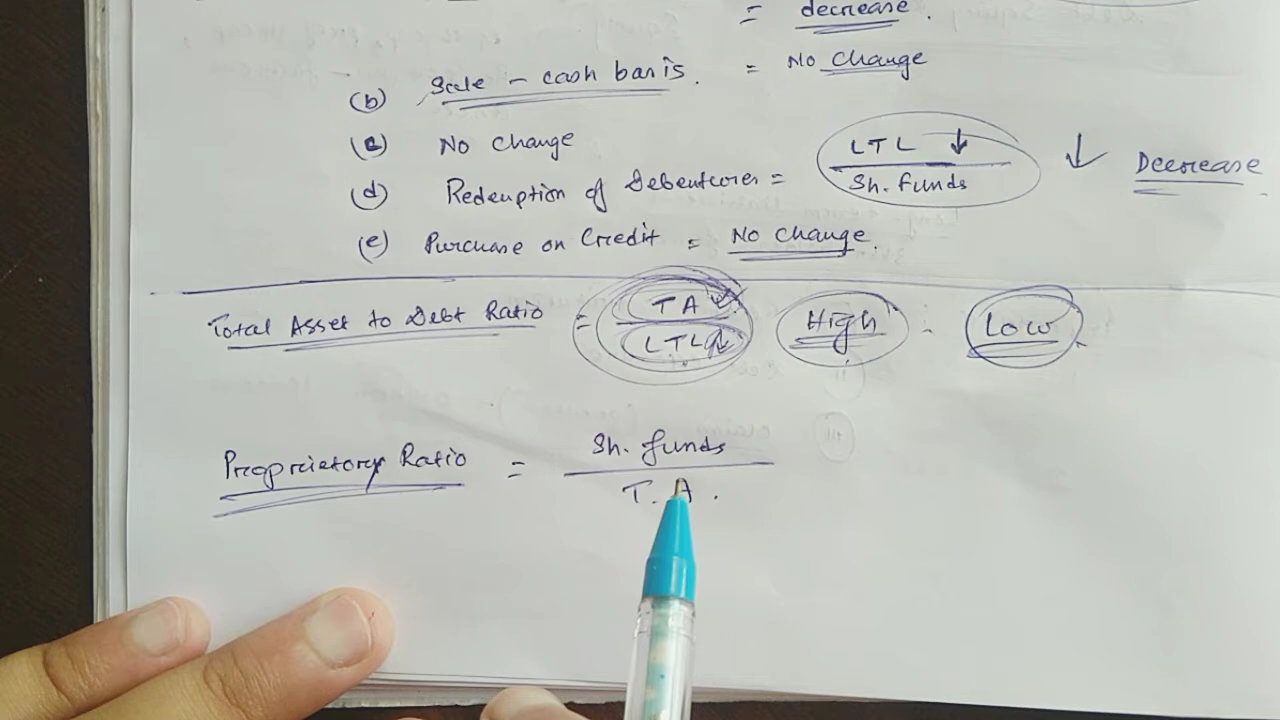 = decrease.
(b) Sale - cash basis. = No change
(c) No change
(d) Redemption of Debentures = LTL ↓ / Sh. funds ↓ Decrease
(e) Purchase on Credit = No change.
Total Asset to Debt Ratio = TA / LTL High - Low
Proprietory Ratio = Sh. funds / T.A.